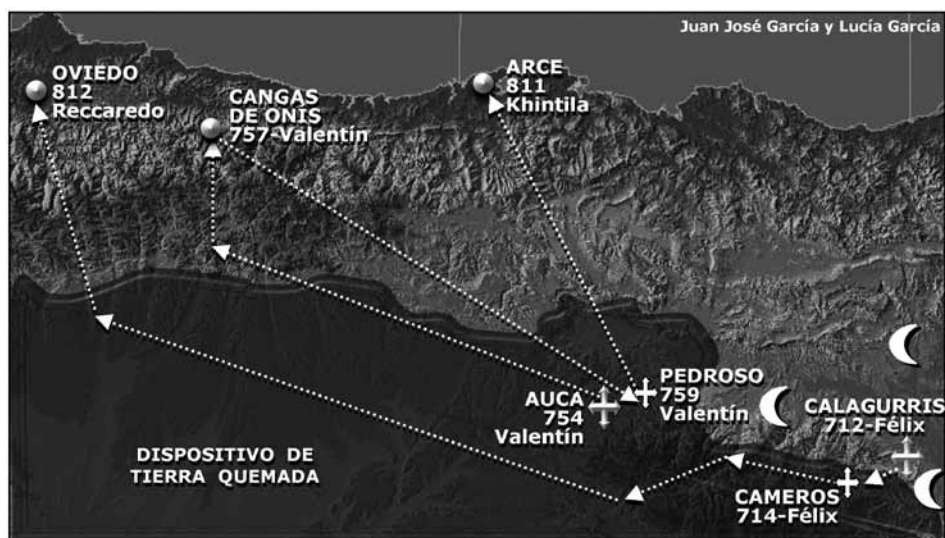 Juan José García y Lucía García
OVIEDO
812
Reccaredo
CANGAS
DE ONÍS
757-Valentín
ARCE
811
Khintila
AUCA
754
Valentín
PEDROSO
759
Valentín
CALAGURRIS
712-Félix
CAMEROS
714-Félix
DISPOSITIVO DE
TIERRA QUEMADA